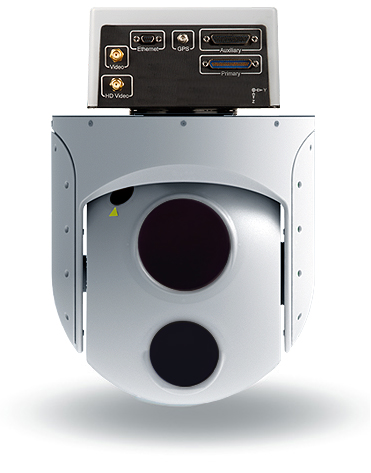 Ethernet
GPS
Auxiliary
Video
Primary
HD Video
Y
Z